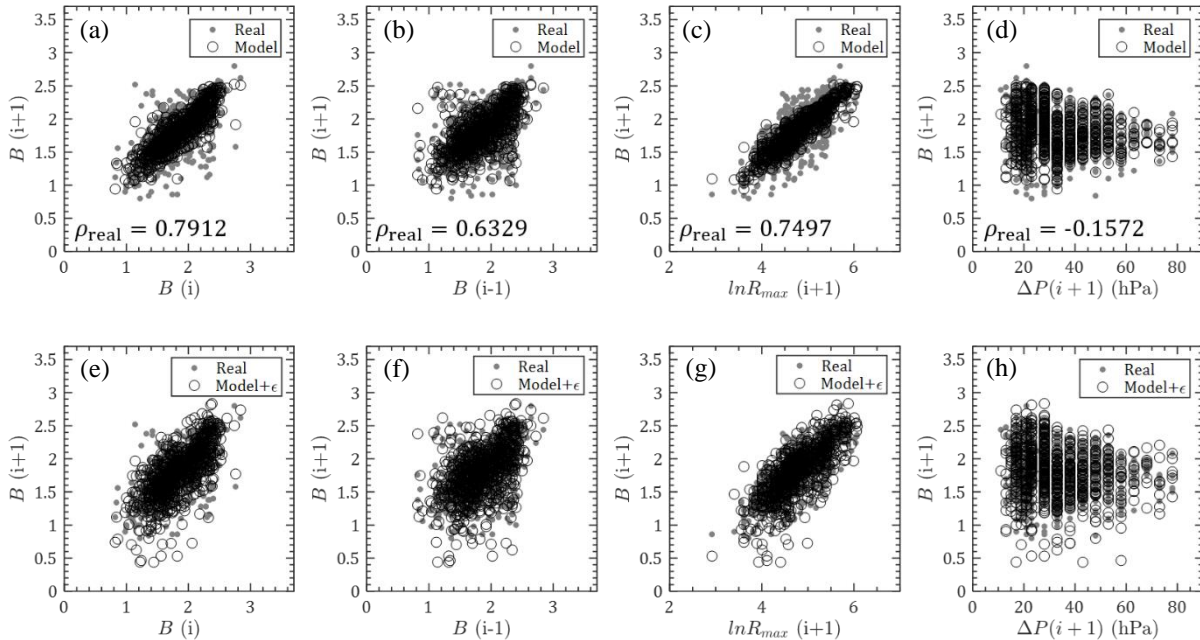 (a)
Real
Model
3.5
3
2.5
2
1.5
1
0.5
0
B (i+1)
ρreal = 0.7912
0 1 2 3
B (i)
(b)
Real
Model
3.5
3
2.5
2
1.5
1
0.5
0
B (i+1)
ρreal = 0.6329
0 1 2 3
B (i-1)
(c)
Real
Model
3.5
3
2.5
2
1.5
1
0.5
0
B (i+1)
ρreal = 0.7497
2 3 4 5 6 7
lnRmax (i+1)
(d)
Real
Model
3.5
3
2.5
2
1.5
1
0.5
0
B (i+1)
ρreal = -0.1572
0 20 40 60 80
ΔP(i + 1) (hPa)
(e)
Real
Model+ϵ
3.5
3
2.5
2
1.5
1
0.5
0
B (i+1)
0 1 2 3
B (i)
(f)
Real
Model+ϵ
3.5
3
2.5
2
1.5
1
0.5
0
B (i+1)
0 1 2 3
B (i-1)
(g)
Real
Model+ϵ
3.5
3
2.5
2
1.5
1
0.5
0
B (i+1)
2 3 4 5 6 7
lnRmax (i+1)
(h)
Real
Model+ϵ
3.5
3
2.5
2
1.5
1
0.5
0
B (i+1)
0 20 40 60 80
ΔP(i + 1) (hPa)